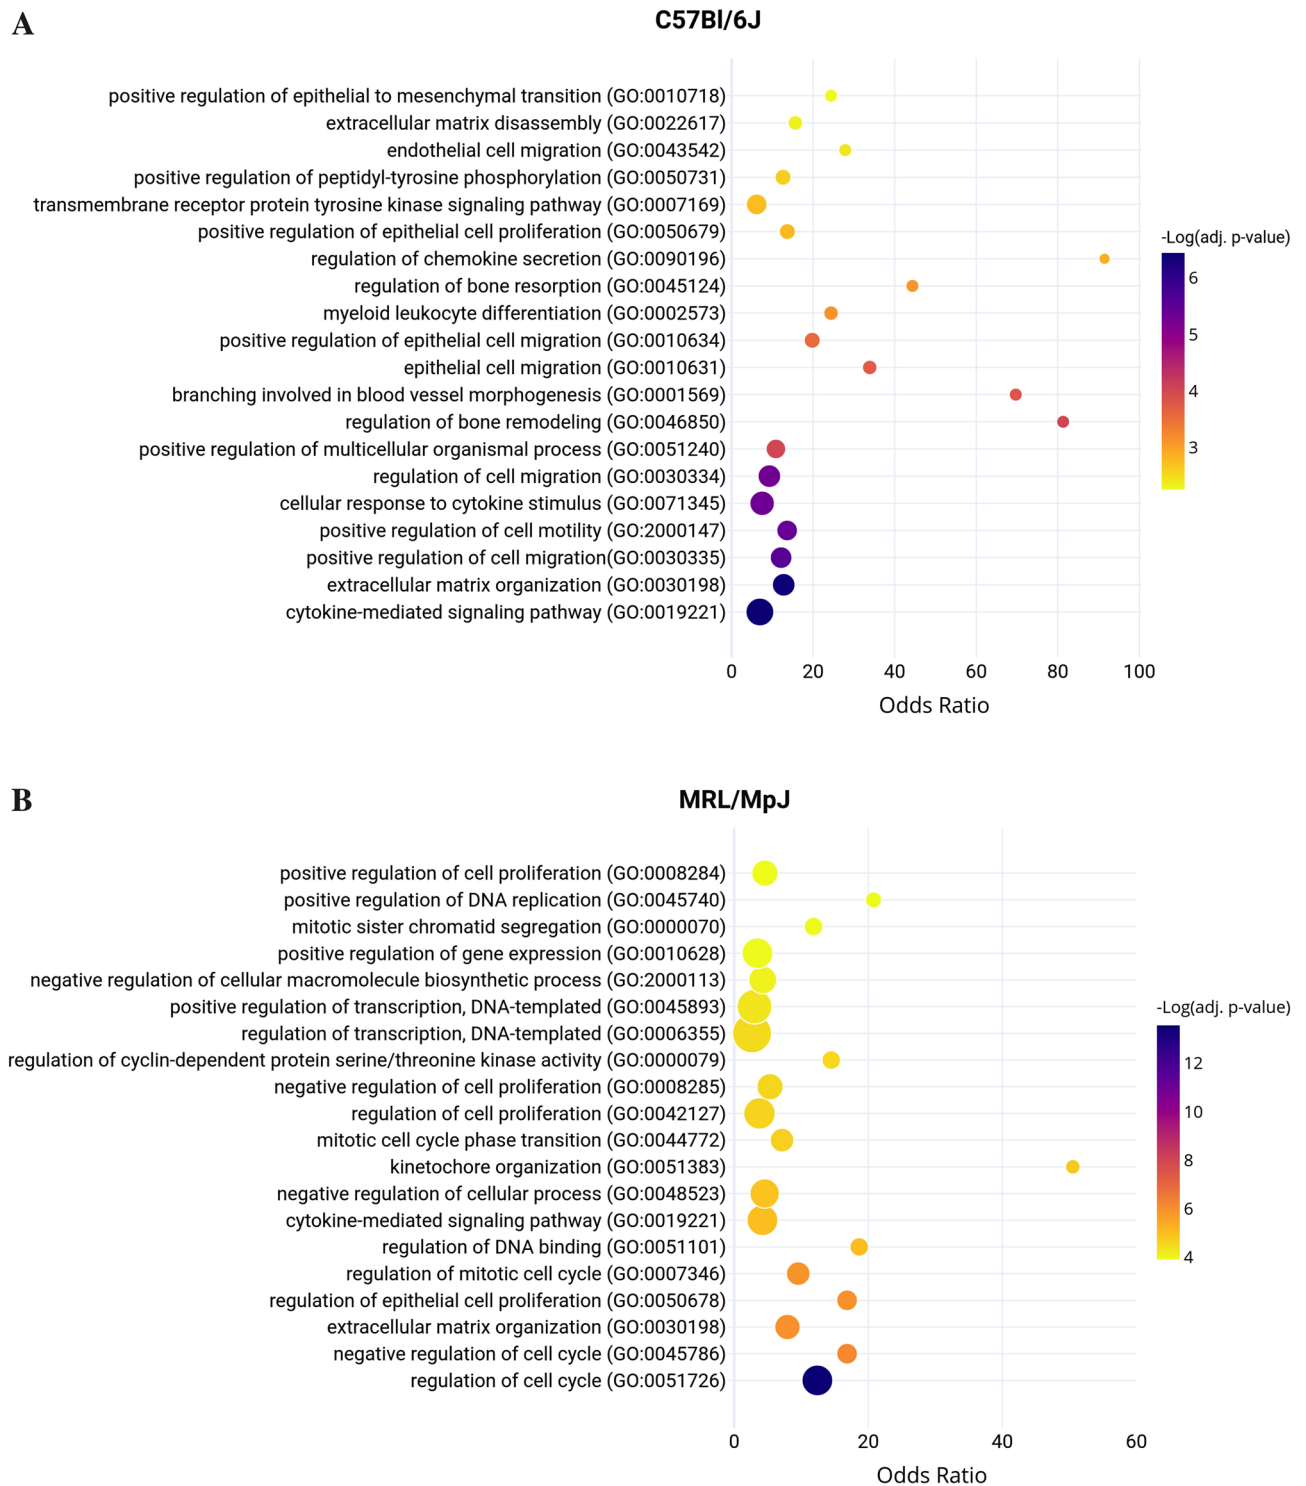 A
C57Bl/6J
positive regulation of epithelial to mesenchymal transition (GO:0010718)
extracellular matrix disassembly (GO:0022617)
endothelial cell migration (GO:0043542)
positive regulation of peptidyl-tyrosine phosphorylation (GO:0050731)
transmembrane receptor protein tyrosine kinase signaling pathway (GO:0007169)
positive regulation of epithelial cell proliferation (GO:0050679)
regulation of chemokine secretion (GO:0090196)
regulation of bone resorption (GO:0045124)
myeloid leukocyte differentiation (GO:0002573)
positive regulation of epithelial cell migration (GO:0010634)
epithelial cell migration (GO:0010631)
branching involved in blood vessel morphogenesis (GO:0001569)
regulation of bone remodeling (GO:0046850)
positive regulation of multicellular organismal process (GO:0051240)
regulation of cell migration (GO:0030334)
cellular response to cytokine stimulus (GO:0071345)
positive regulation of cell motility (GO:2000147)
positive regulation of cell migration(GO:0030335)
extracellular matrix organization (GO:0030198)
cytokine-mediated signaling pathway (GO:0019221)
0 20 40 60 80 100
Odds Ratio
-Log(adj. p-value)
6
5
4
3
B
MRL/MpJ
positive regulation of cell proliferation (GO:0008284)
positive regulation of DNA replication (GO:0045740)
mitotic sister chromatid segregation (GO:0000070)
positive regulation of gene expression (GO:0010628)
negative regulation of cellular macromolecule biosynthetic process (GO:2000113)
positive regulation of transcription, DNA-templated (GO:0045893)
regulation of transcription, DNA-templated (GO:0006355)
regulation of cyclin-dependent protein serine/threonine kinase activity (GO:0000079)
negative regulation of cell proliferation (GO:0008285)
regulation of cell proliferation (GO:0042127)
mitotic cell cycle phase transition (GO:0044772)
kinetochore organization (GO:0051383)
negative regulation of cellular process (GO:0048523)
cytokine-mediated signaling pathway (GO:0019221)
regulation of DNA binding (GO:0051101)
regulation of mitotic cell cycle (GO:0007346)
regulation of epithelial cell proliferation (GO:0050678)
extracellular matrix organization (GO:0030198)
negative regulation of cell cycle (GO:0045786)
regulation of cell cycle (GO:0051726)
0 20 40 60
Odds Ratio
-Log(adj. p-value)
12
10
8
6
4